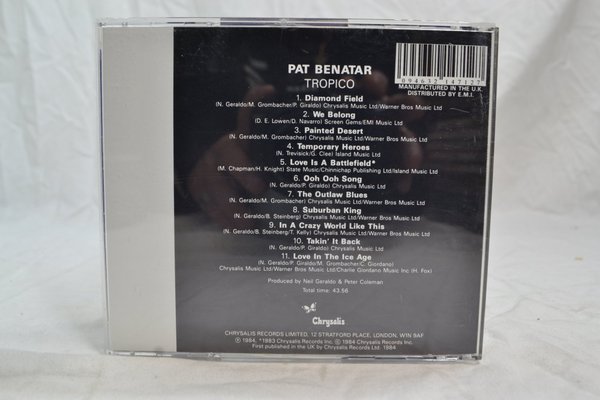 PAT BENATAR
TROPICO
094632 147127
MANUFACTURED IN THE U.K.
DISTRIBUTED BY E.M.I.
1. Diamond Field
(N. Geraldo/M. Grombacher/P. Giraldo) Chrysalis Music Ltd/Warner Bros Music Ltd
2. We Belong
(D. E. Lowen/D. Navarro) Screen Gems/EMI Music Ltd
3. Painted Desert
(N. Geraldo/M. Grombacher) Chrysalis Music Ltd/Warner Bros Music Ltd
4. Temporary Heroes
(N. Trevisick/G. Clee) Island Music Ltd
5. Love Is A Battlefield*
(M. Chapman/H. Knight) State Music/Chinnichap Publishing Ltd/Island Music Ltd
6. Ooh Ooh Song
(N. Geraldo/P. Giraldo) Chrysalis Music Ltd
7. The Outlaw Blues
(N. Geraldo/M. Grombacher) Chrysalis Music Ltd/Warner Bros Music Ltd
8. Suburban King
(N. Geraldo/B. Steinberg) Chrysalis Music Ltd/Warner Bros Music Ltd
9. In A Crazy World Like This
(N. Geraldo/B. Steinberg/T. Kelly) Chrysalis Music Ltd/Warner Bros Music Ltd
10. Takin' It Back
(N. Geraldo/P. Giraldo) Chrysalis Music Ltd
11. Love In The Ice Age
(N. Geraldo/P. Giraldo/M. Grombacher/C. Giordano)
Chrysalis Music Ltd/Warner Bros Music Ltd/Charlie Giordano Music Inc (H. Fox)
Produced by Neil Geraldo & Peter Coleman
Total time: 43.56
Chrysalis
CHRYSALIS RECORDS LIMITED, 12 STRATFORD PLACE, LONDON, W1N 9AF
℗ 1984, *1983 Chrysalis Records Inc. © 1984 Chrysalis Records Inc.
First published in the UK by Chrysalis Records Ltd. 1984